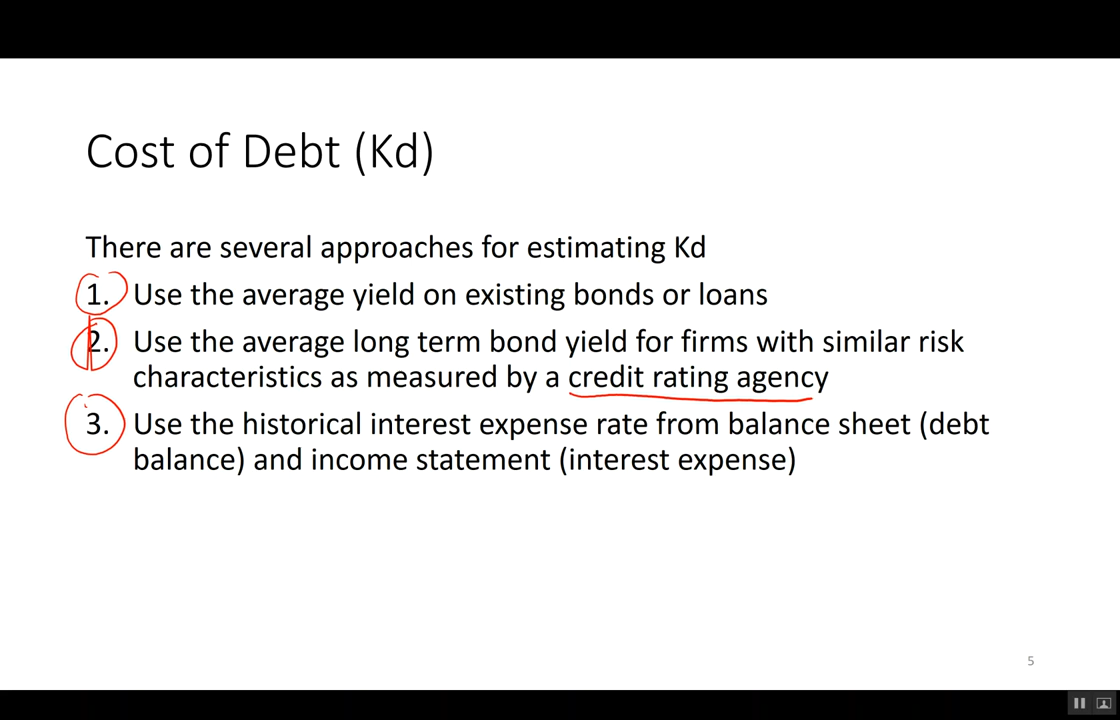 Cost of Debt (Kd)
There are several approaches for estimating Kd
1. Use the average yield on existing bonds or loans
2. Use the average long term bond yield for firms with similar risk
characteristics as measured by a credit rating agency
3. Use the historical interest expense rate from balance sheet (debt
balance) and income statement (interest expense)
5